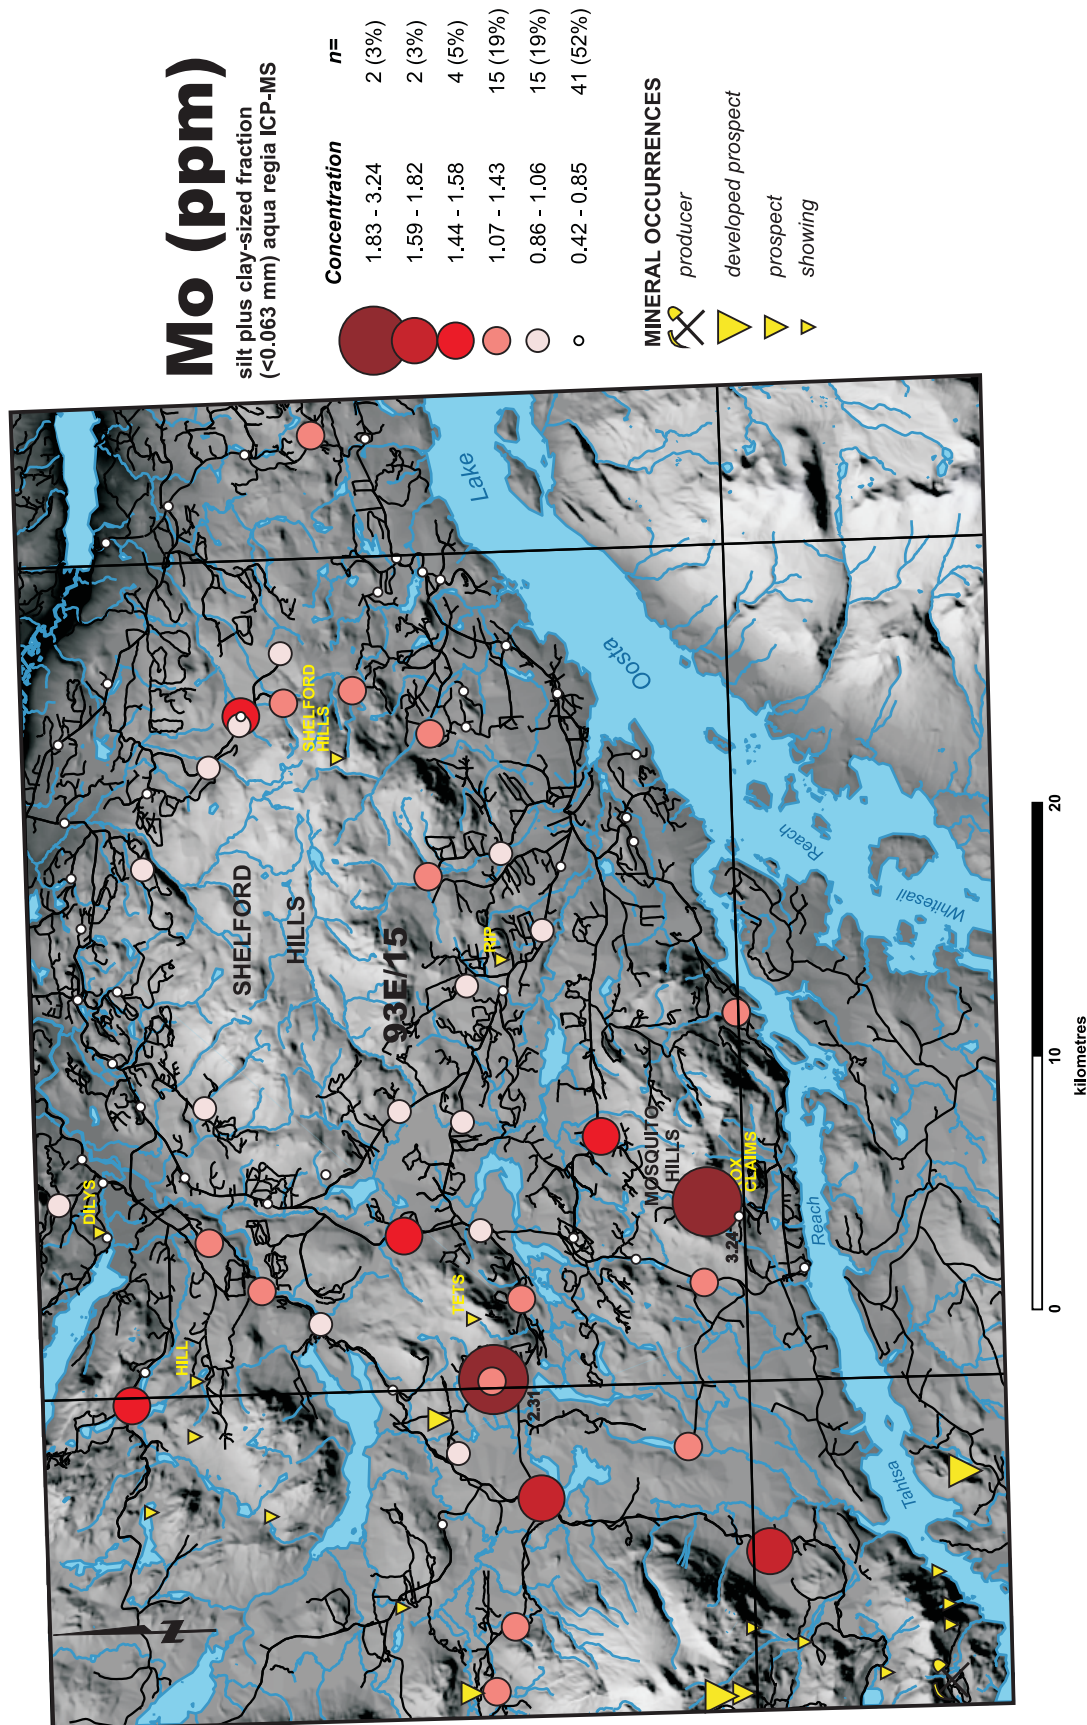 Mo (ppm)
silt plus clay-sized fraction
(<0.063 mm) aqua regia ICP-MS
Concentration n=
1.83 - 3.24 2 (3%)
1.59 - 1.82 2 (3%)
1.44 - 1.58 4 (5%)
1.07 - 1.43 15 (19%)
0.86 - 1.06 15 (19%)
0.42 - 0.85 41 (52%)
MINERAL OCCURRENCES
producer
developed prospect
prospect
showing
DILYS
HILL
SHELFORD
HILLS
SHELFORD
HILLS
93E/15
RIP
TETS
2.31
MOSQUITO
HILLS
OX
CLAIMS
3.24
Lake
Oosta
Reach
Whitesail
Reach
Tahtsa
N
0 10 20
kilometres